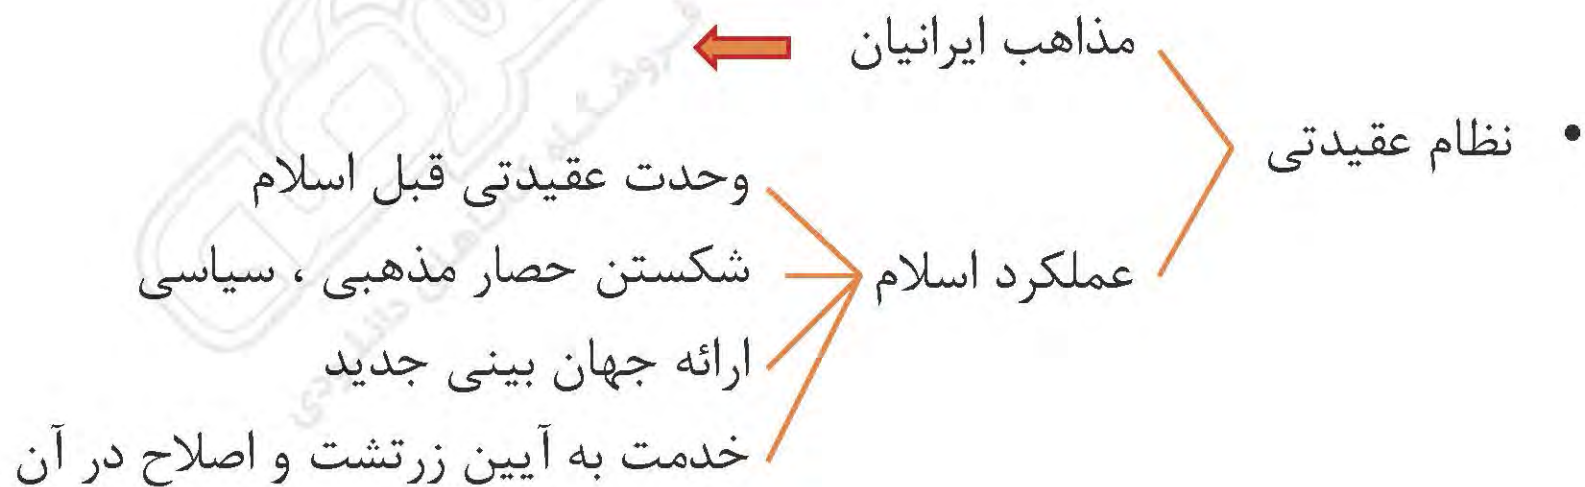 مذاهب ایرانیان
• نظام عقیدتی
وحدت عقیدتی قبل اسلام
عملکرد اسلام
شکستن حصار مذهبی ، سیاسی
ارائه جهان بینی جدید
خدمت به آیین زرتشت و اصلاح در آن